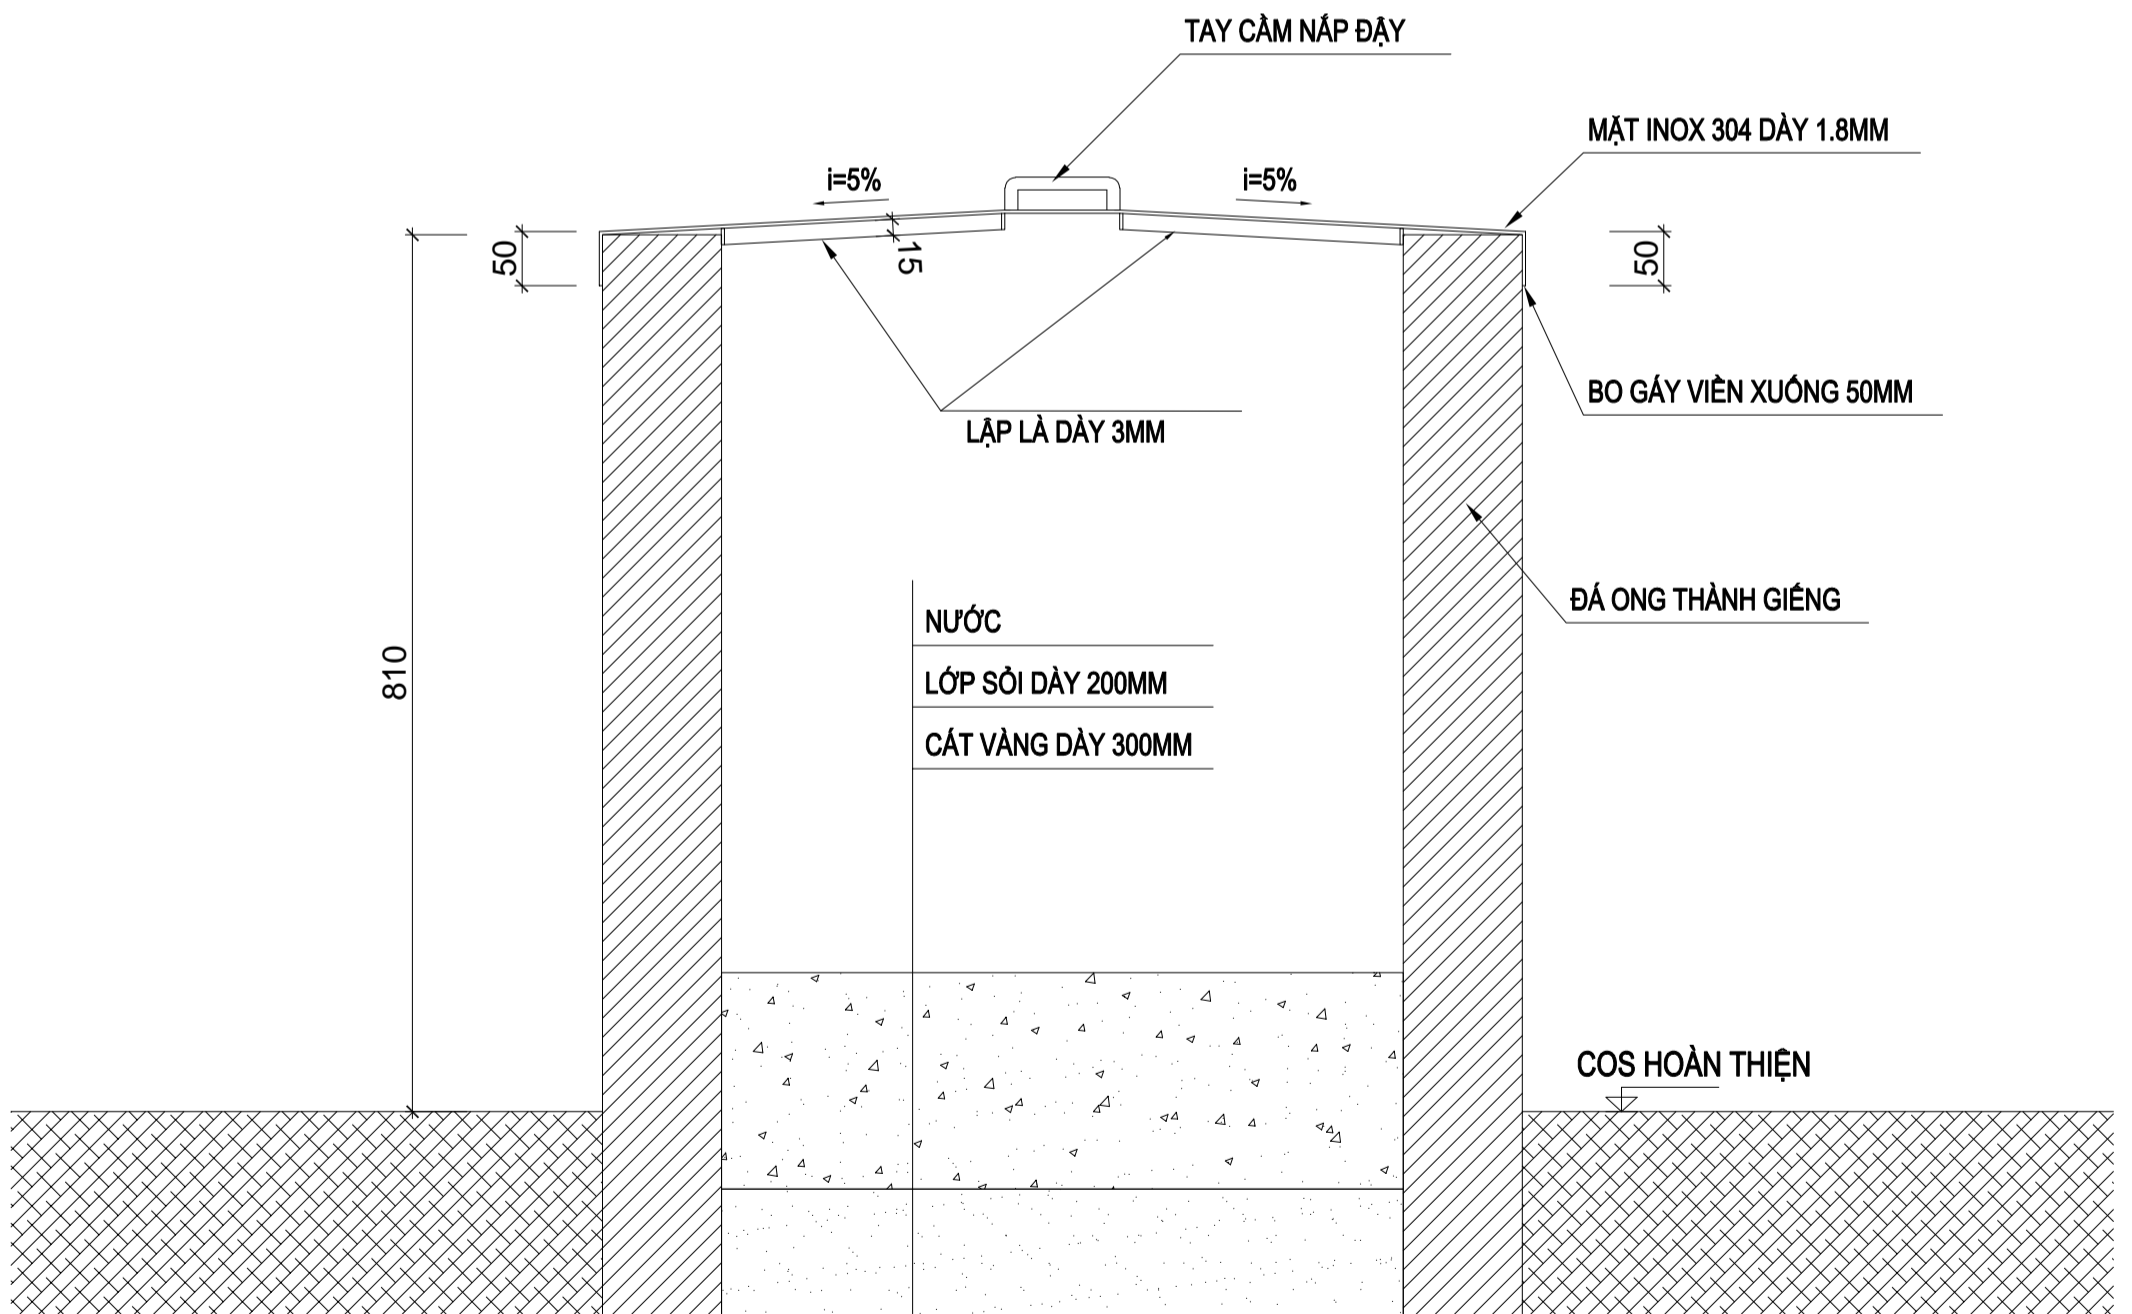 TAY CẦM NẮP ĐẬY
MẶT INOX 304 DÀY 1.8MM
i=5%
i=5%
50
15
50
BO GÁY VIỀN XUỐNG 50MM
LẬP LÀ DÀY 3MM
ĐÁ ONG THÀNH GIẾNG
NƯỚC
LỚP SỎI DÀY 200MM
CÁT VÀNG DÀY 300MM
810
COS HOÀN THIỆN